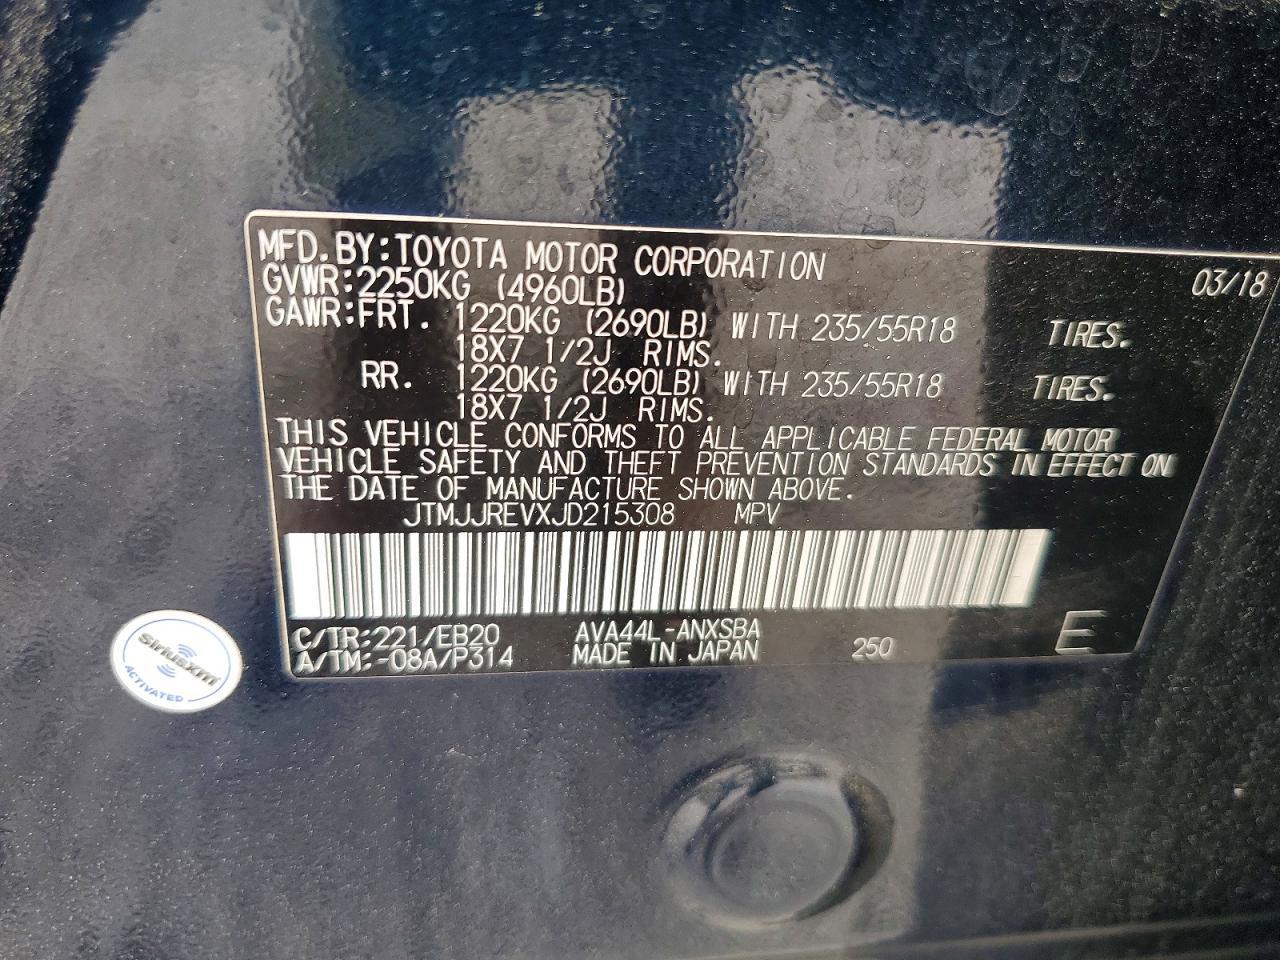 MFD.BY:TOYOTA MOTOR CORPORATION 03/18
GVWR:2250KG (4960LB)
GAWR:FRT. 1220KG (2690LB) WITH 235/55R18 TIRES.
18X7 1/2J RIMS.
RR. 1220KG (2690LB) WITH 235/55R18 TIRES.
18X7 1/2J RIMS.
THIS VEHICLE CONFORMS TO ALL APPLICABLE FEDERAL MOTOR
VEHICLE SAFETY AND THEFT PREVENTION STANDARDS IN EFFECT ON
THE DATE OF MANUFACTURE SHOWN ABOVE.
JTMJJREVXJD215308 MPV
C/TR:221/EB20 AVA44L-ANXSBA E
A/TM:-08A/P314 MADE IN JAPAN 250
SiriusXM
ACTIVATED